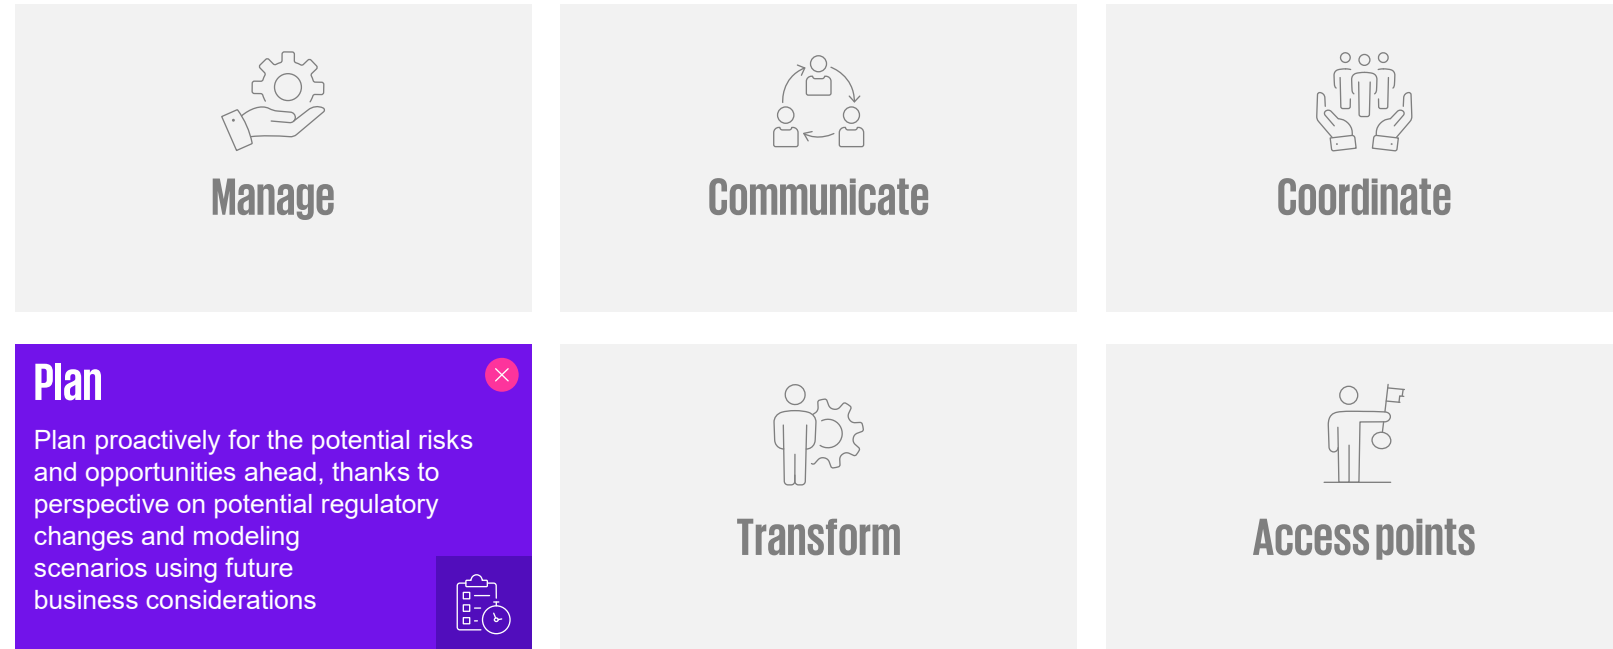 Manage
Communicate
Coordinate
Plan
Plan proactively for the potential risks
and opportunities ahead, thanks to
perspective on potential regulatory
changes and modeling
scenarios using future
business considerations
Transform
Access points